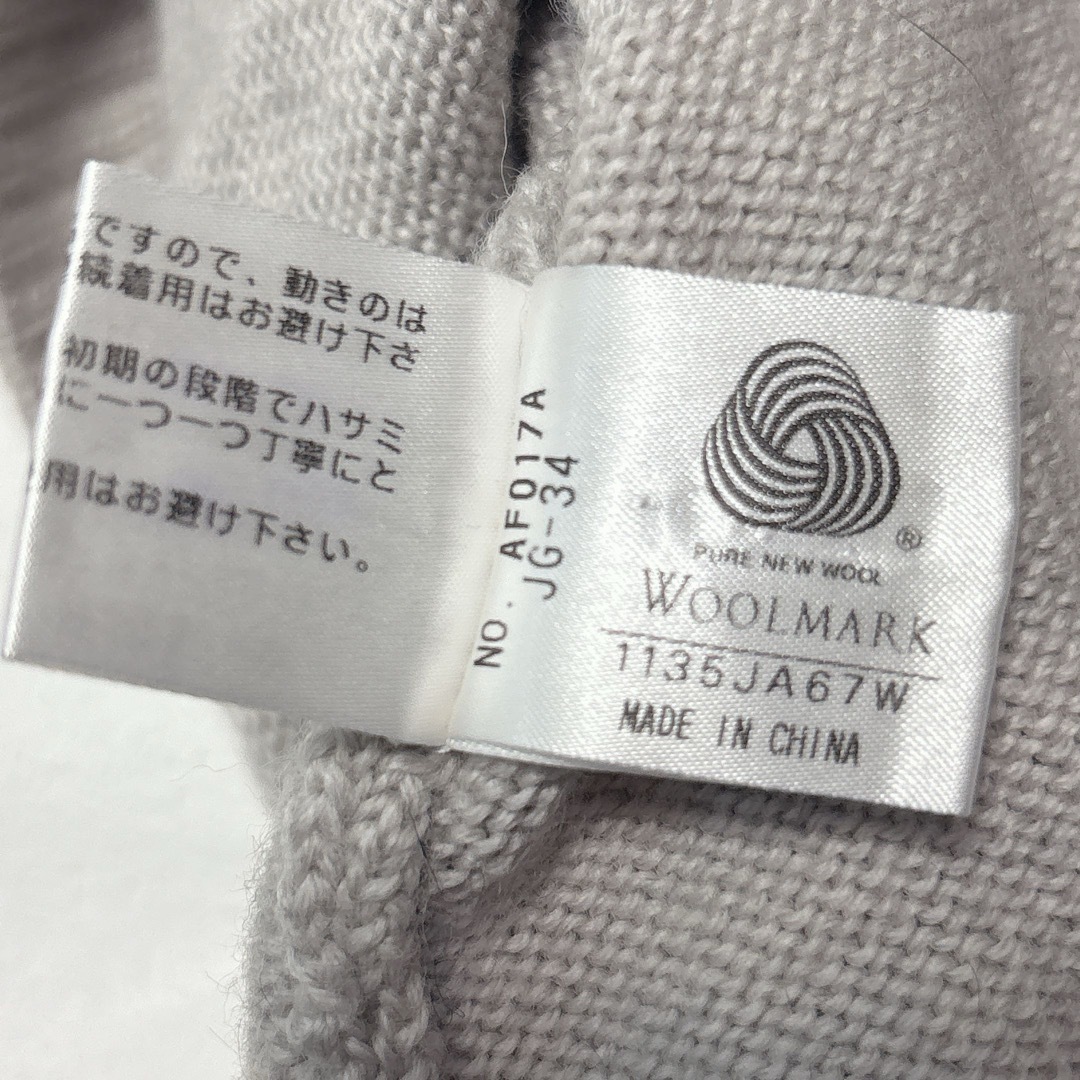 ですので、動きのは
続着用はお避け下さ
初期の段階でハサミ
に一つ一つ丁寧にと
用はお避け下さい。
NO. AF017A
JG-34
®
PURE NEW WOOL
WOOLMARK
1135JA67W
MADE IN CHINA